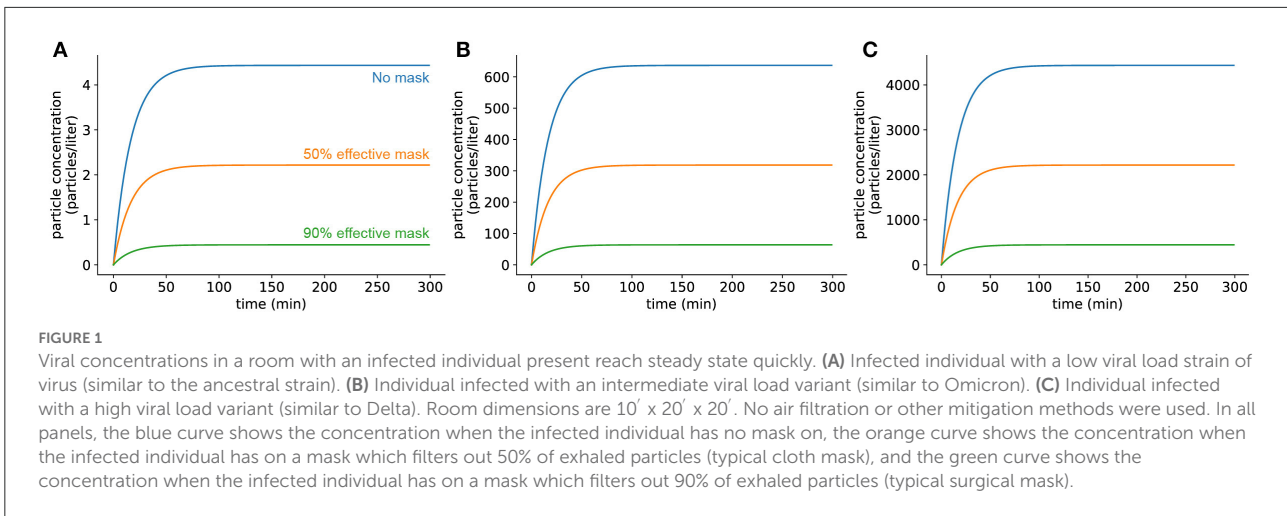 A
particle concentration
(particles/liter)
4
3
2
1
0
No mask
50% effective mask
90% effective mask
0 50 100 150 200 250 300
time (min)
B
particle concentration
(particles/liter)
600
500
400
300
200
100
0
0 50 100 150 200 250 300
time (min)
C
particle concentration
(particles/liter)
4000
3000
2000
1000
0
0 50 100 150 200 250 300
time (min)
FIGURE 1
Viral concentrations in a room with an infected individual present reach steady state quickly. (A) Infected individual with a low viral load strain of
virus (similar to the ancestral strain). (B) Individual infected with an intermediate viral load variant (similar to Omicron). (C) Individual infected
with a high viral load variant (similar to Delta). Room dimensions are 10′ x 20′ x 20′. No air filtration or other mitigation methods were used. In all
panels, the blue curve shows the concentration when the infected individual has no mask on, the orange curve shows the concentration when
the infected individual has on a mask which filters out 50% of exhaled particles (typical cloth mask), and the green curve shows the
concentration when the infected individual has on a mask which filters out 90% of exhaled particles (typical surgical mask).